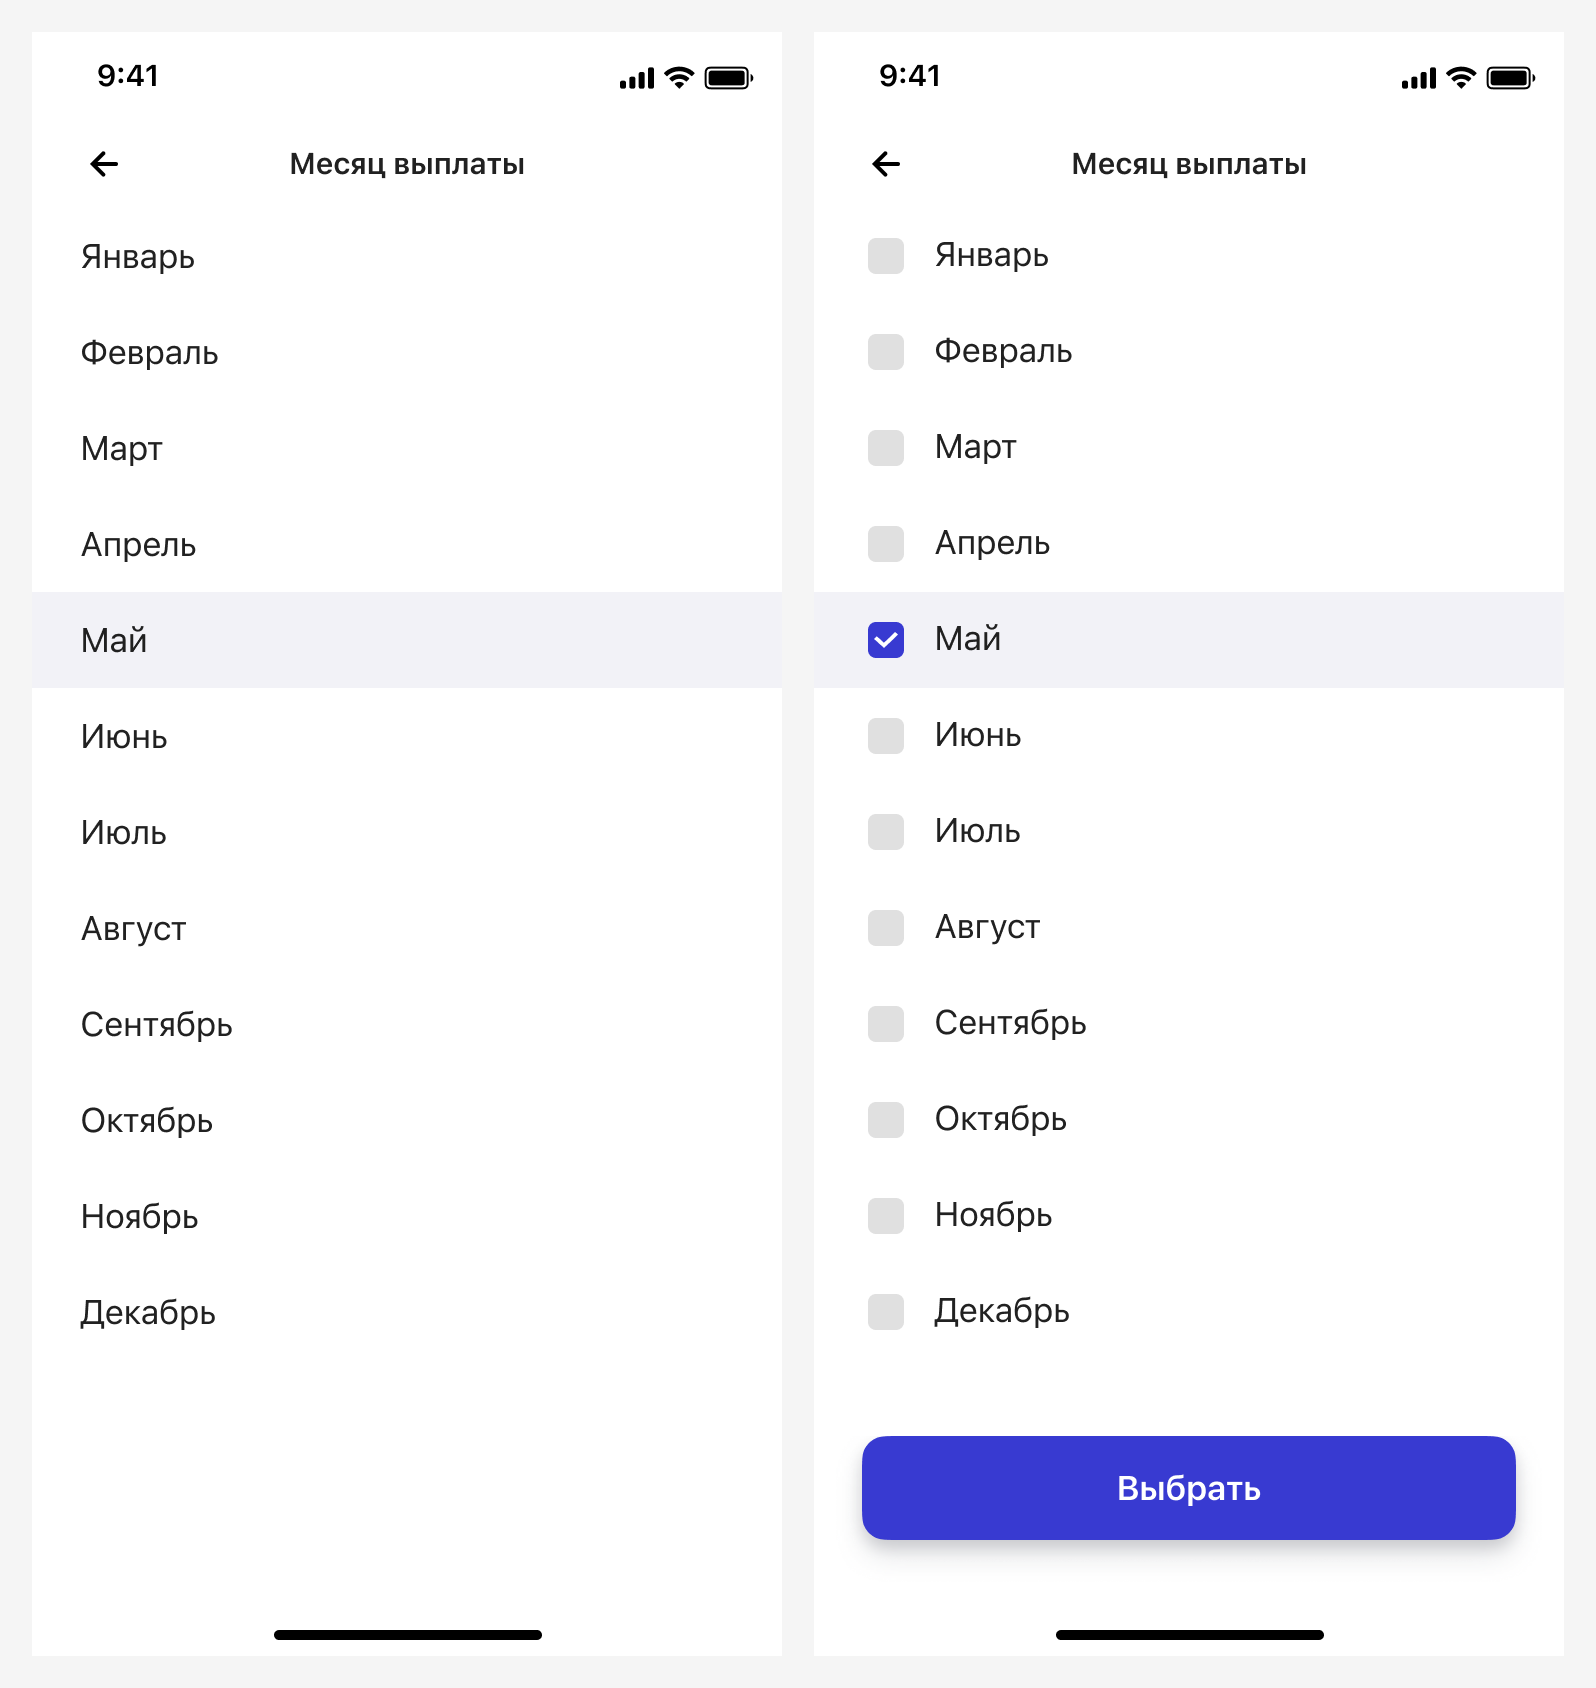 9:41
Месяц выплаты
Январь
Февраль
Март
Апрель
Май
Июнь
Июль
Август
Сентябрь
Октябрь
Ноябрь
Декабрь
9:41
Месяц выплаты
Январь
Февраль
Март
Апрель
Май
Июнь
Июль
Август
Сентябрь
Октябрь
Ноябрь
Декабрь
Выбрать